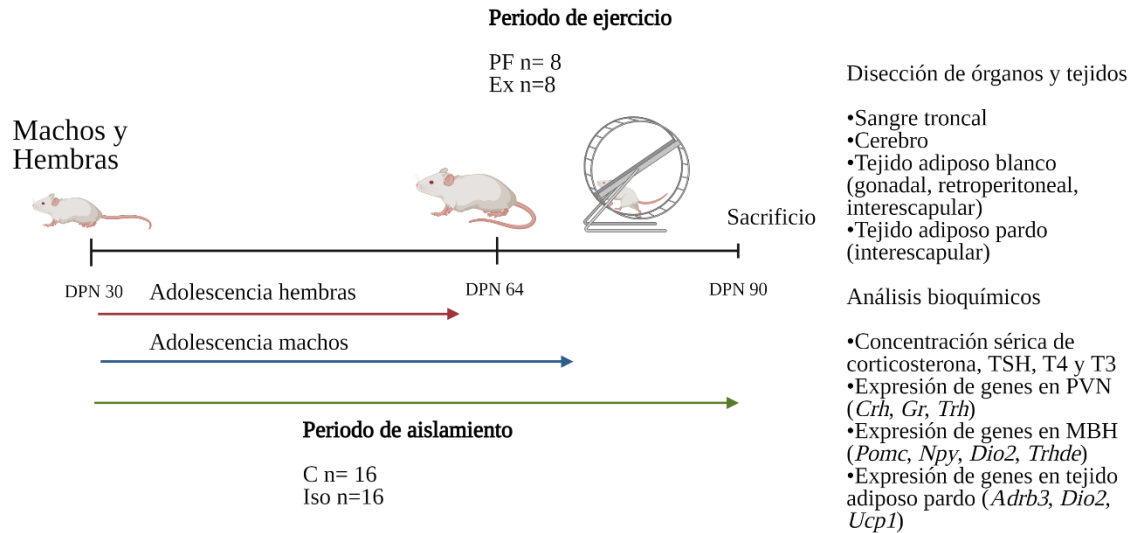 Periodo de ejercicio
PF n= 8
Ex n=8
Machos y
Hembras
Sacrificio
DPN 30
DPN 64
DPN 90
Adolescencia hembras
Adolescencia machos
Periodo de aislamiento
C n= 16
Iso n=16
Disección de órganos y tejidos
•Sangre troncal
•Cerebro
•Tejido adiposo blanco
(gonadal, retroperitoneal,
interescapular)
•Tejido adiposo pardo
(interescapular)
Análisis bioquímicos
•Concentración sérica de
corticosterona, TSH, T4 y T3
•Expresión de genes en PVN
(Crh, Gr, Trh)
•Expresión de genes en MBH
(Pomc, Npy, Dio2, Trhde)
•Expresión de genes en tejido
adiposo pardo (Adrb3, Dio2,
Ucp1)